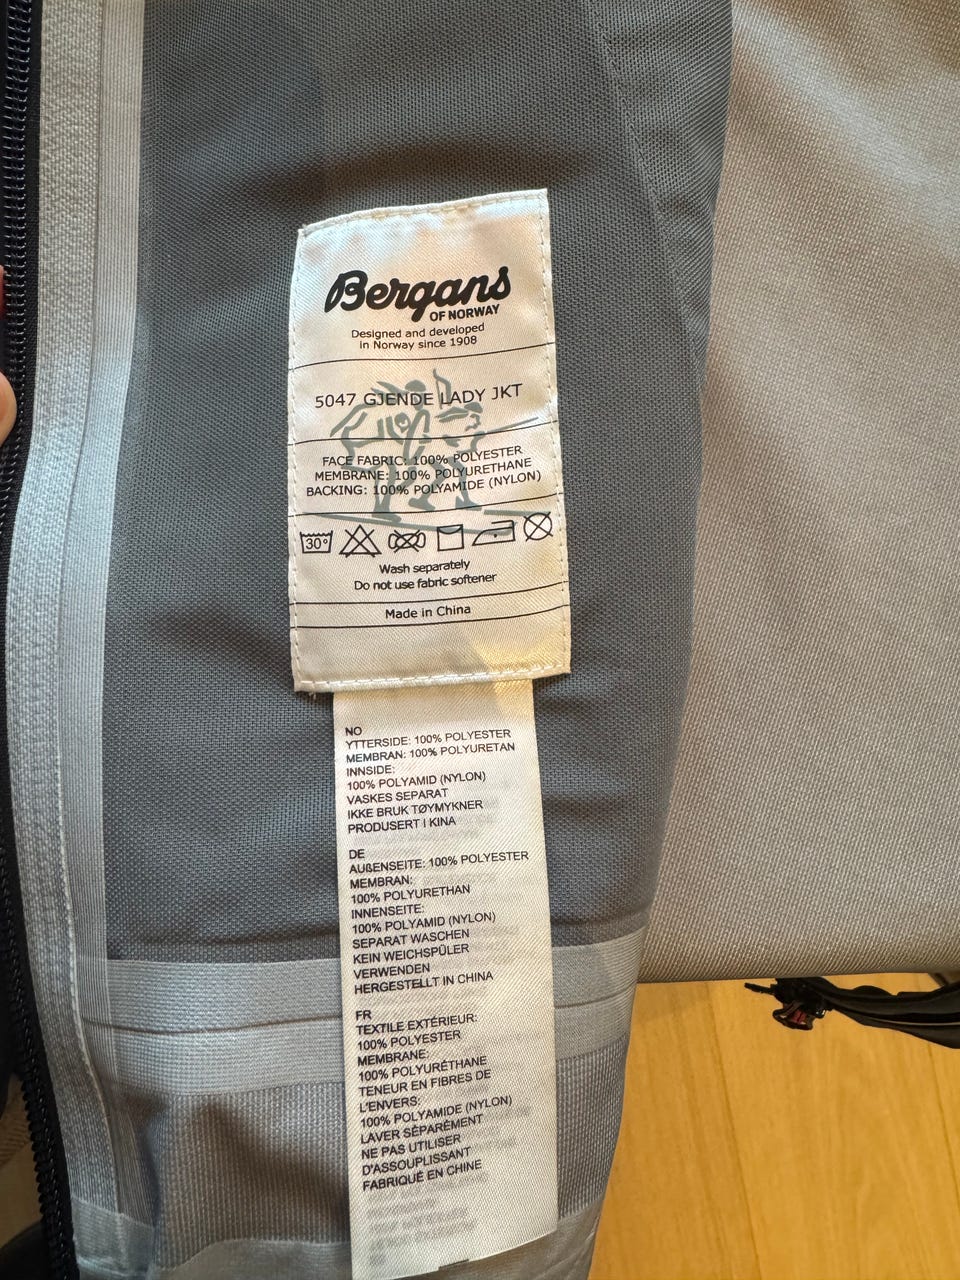 Bergans
OF NORWAY
Designed and developed
in Norway since 1908
5047 GJENDE LADY JKT
FACE FABRIC: 100% POLYESTER
MEMBRANE: 100% POLYURETHANE
BACKING: 100% POLYAMIDE (NYLON)
30°
Wash separately
Do not use fabric softener
Made in China
NO
YTTERSIDE: 100% POLYESTER
MEMBRAN: 100% POLYURETAN
INNSIDE:
100% POLYAMID (NYLON)
VASKES SEPARAT
IKKE BRUK TØYMYKNER
PRODUSERT I KINA
DE
AUßENSEITE: 100% POLYESTER
MEMBRAN:
100% POLYURETHAN
INNENSEITE:
100% POLYAMID (NYLON)
SEPARAT WASCHEN
KEIN WEICHSPÜLER
VERWENDEN
HERGESTELLT IN CHINA
FR
TEXTILE EXTÉRIEUR:
100% POLYESTER
MEMBRANE:
100% POLYURÉTHANE
TENEUR EN FIBRES DE
L'ENVERS:
100% POLYAMIDE (NYLON)
LAVER SÉPARÉMENT
NE PAS UTILISER
D'ASSOUPLISSANT
FABRIQUÉ EN CHINE